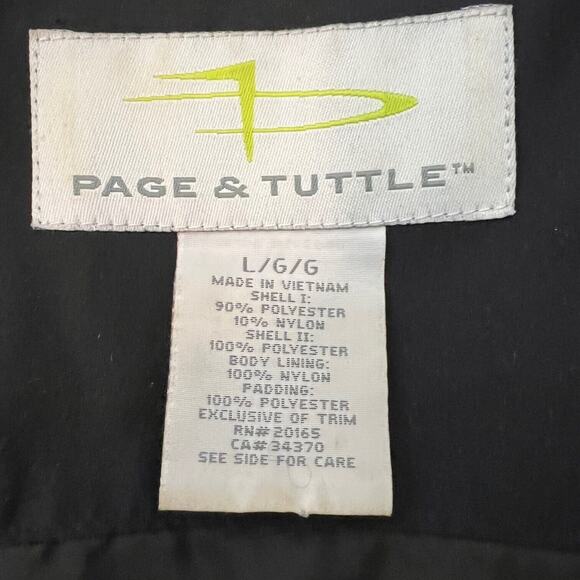 PAGE & TUTTLE™
L/G/G
MADE IN VIETNAM
SHELL I:
90% POLYESTER
10% NYLON
SHELL II:
100% POLYESTER
BODY LINING:
100% NYLON
PADDING:
100% POLYESTER
EXCLUSIVE OF TRIM
RN# 20165
CA# 34370
SEE SIDE FOR CARE